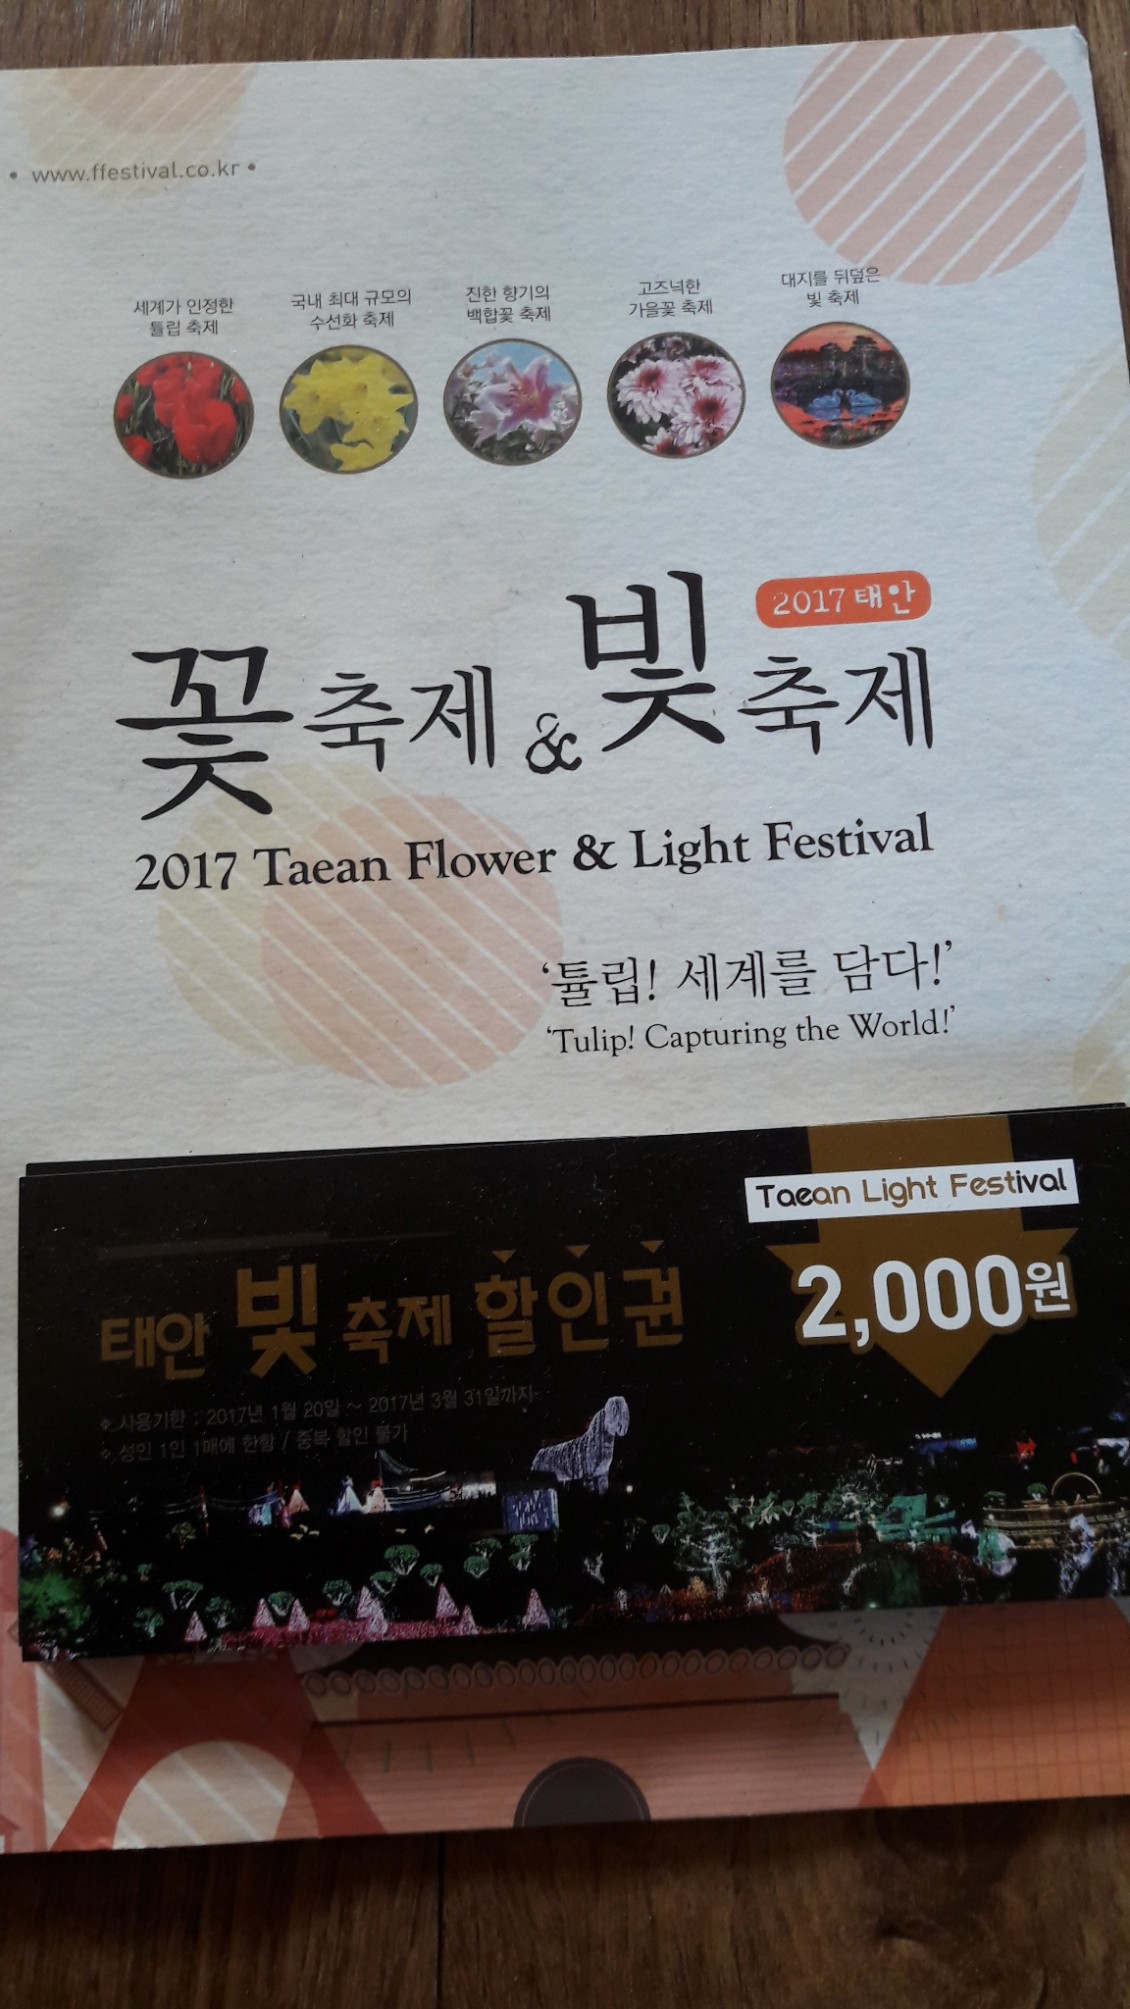 • www.ffestival.co.kr •
세계가 인정한
튤립 축제
국내 최대 규모의
수선화 축제
진한 향기의
백합꽃 축제
고즈넉한
가을꽃 축제
대지를 뒤덮은
빛 축제
2017 태안
꽃축제 & 빛축제
2017 Taean Flower & Light Festival
‘튤립! 세계를 담다!’
‘Tulip! Capturing the World!’
Taean Light Festival
태안 빛 축제 할인권
2,000원
사용기한 : 2017년 1월 20일 ~ 2017년 3월 31일까지
성인 1인 1매에 한함 / 중복 할인 불가